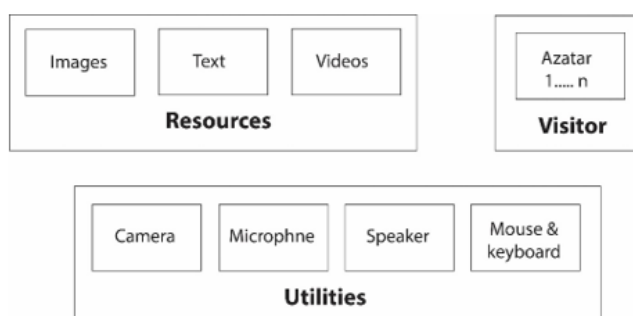 Images
Text
Videos
Resources
Azatar
1..... n
Visitor
Camera
Microphne
Speaker
Mouse &
keyboard
Utilities